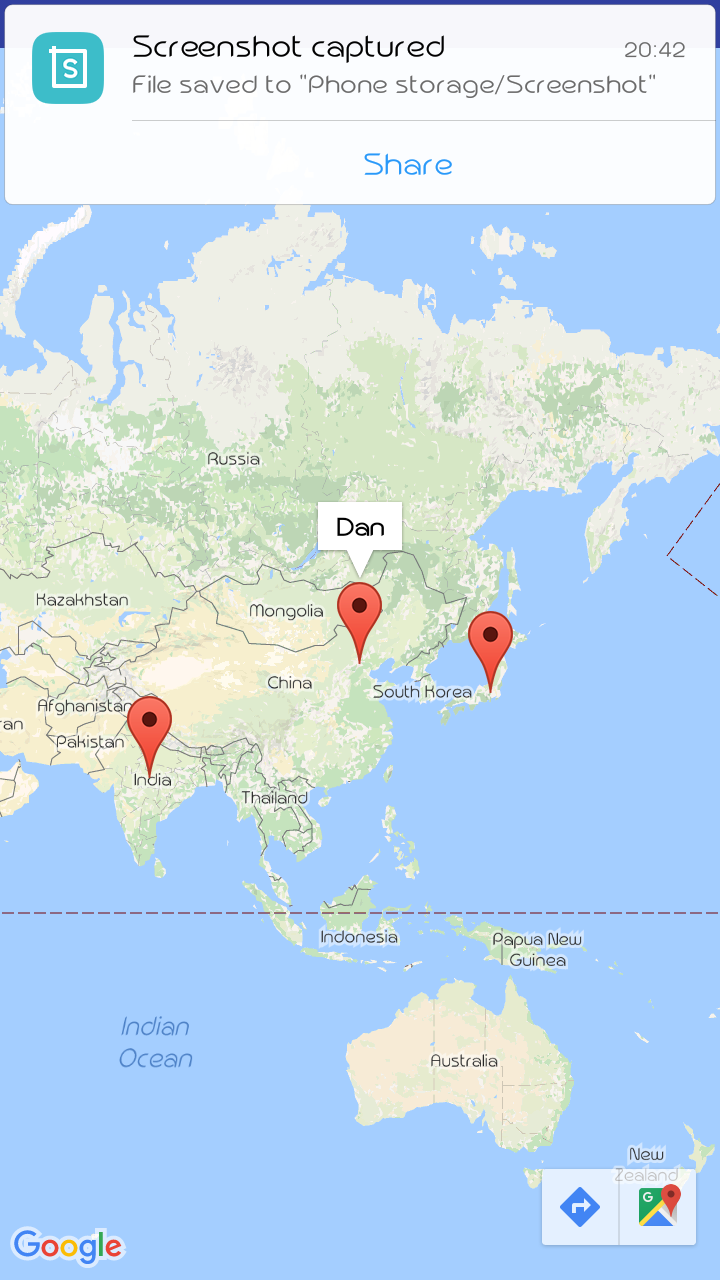 Screenshot captured
20:42
File saved to "Phone storage/Screenshot"
Share
S
Russia
Dan
Kazakhstan
Mongolia
China
South Korea
Afghanistan
ran
Pakistan
India
Thailand
Indonesia
Papua New
Guinea
Indian
Ocean
Australia
New
Zealand
G
Google